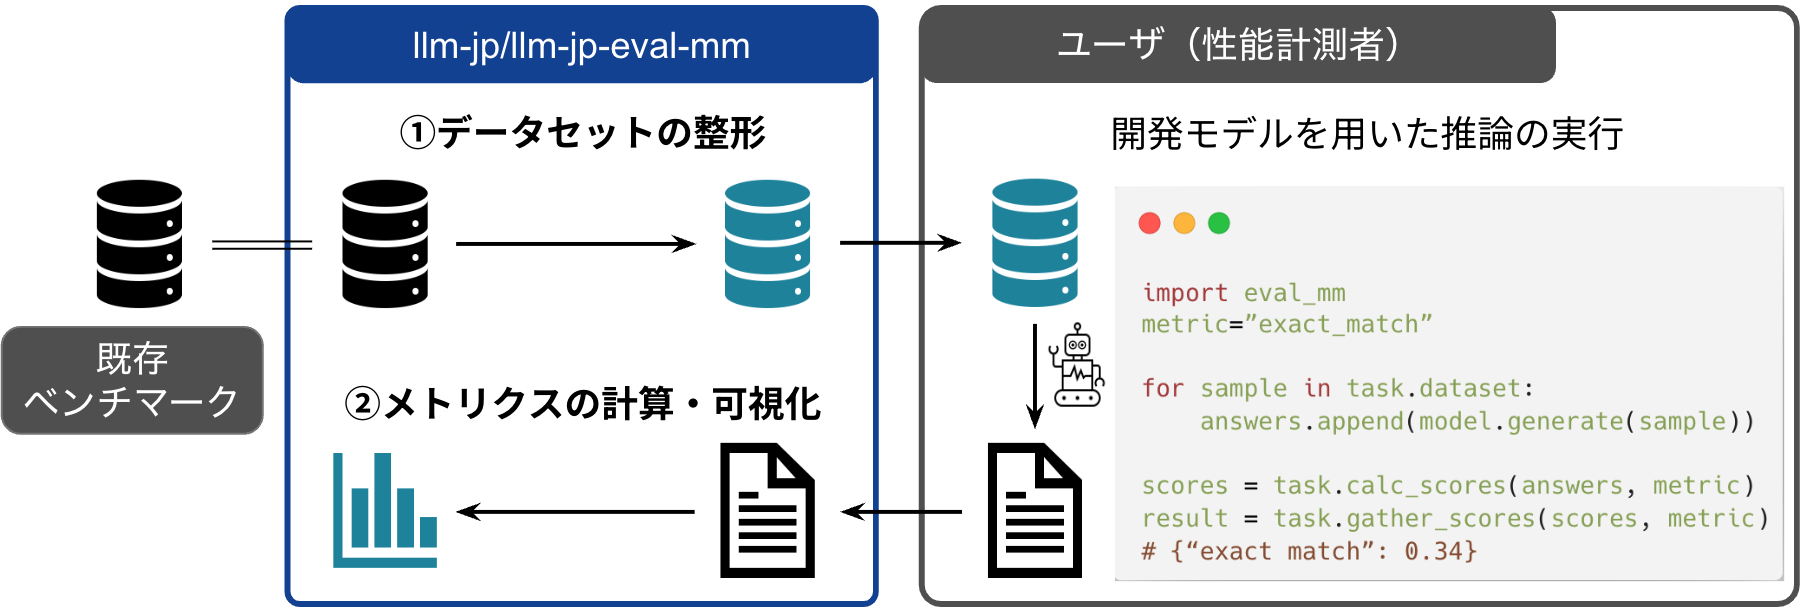 llm-jp/llm-jp-eval-mm
①データセットの整形
既存
ベンチマーク
②メトリクスの計算・可視化
ユーザ（性能計測者）
開発モデルを用いた推論の実行
import eval_mm
metric=”exact_match”
for sample in task.dataset:
    answers.append(model.generate(sample))
scores = task.calc_scores(answers, metric)
result = task.gather_scores(scores, metric)
# {“exact match”: 0.34}